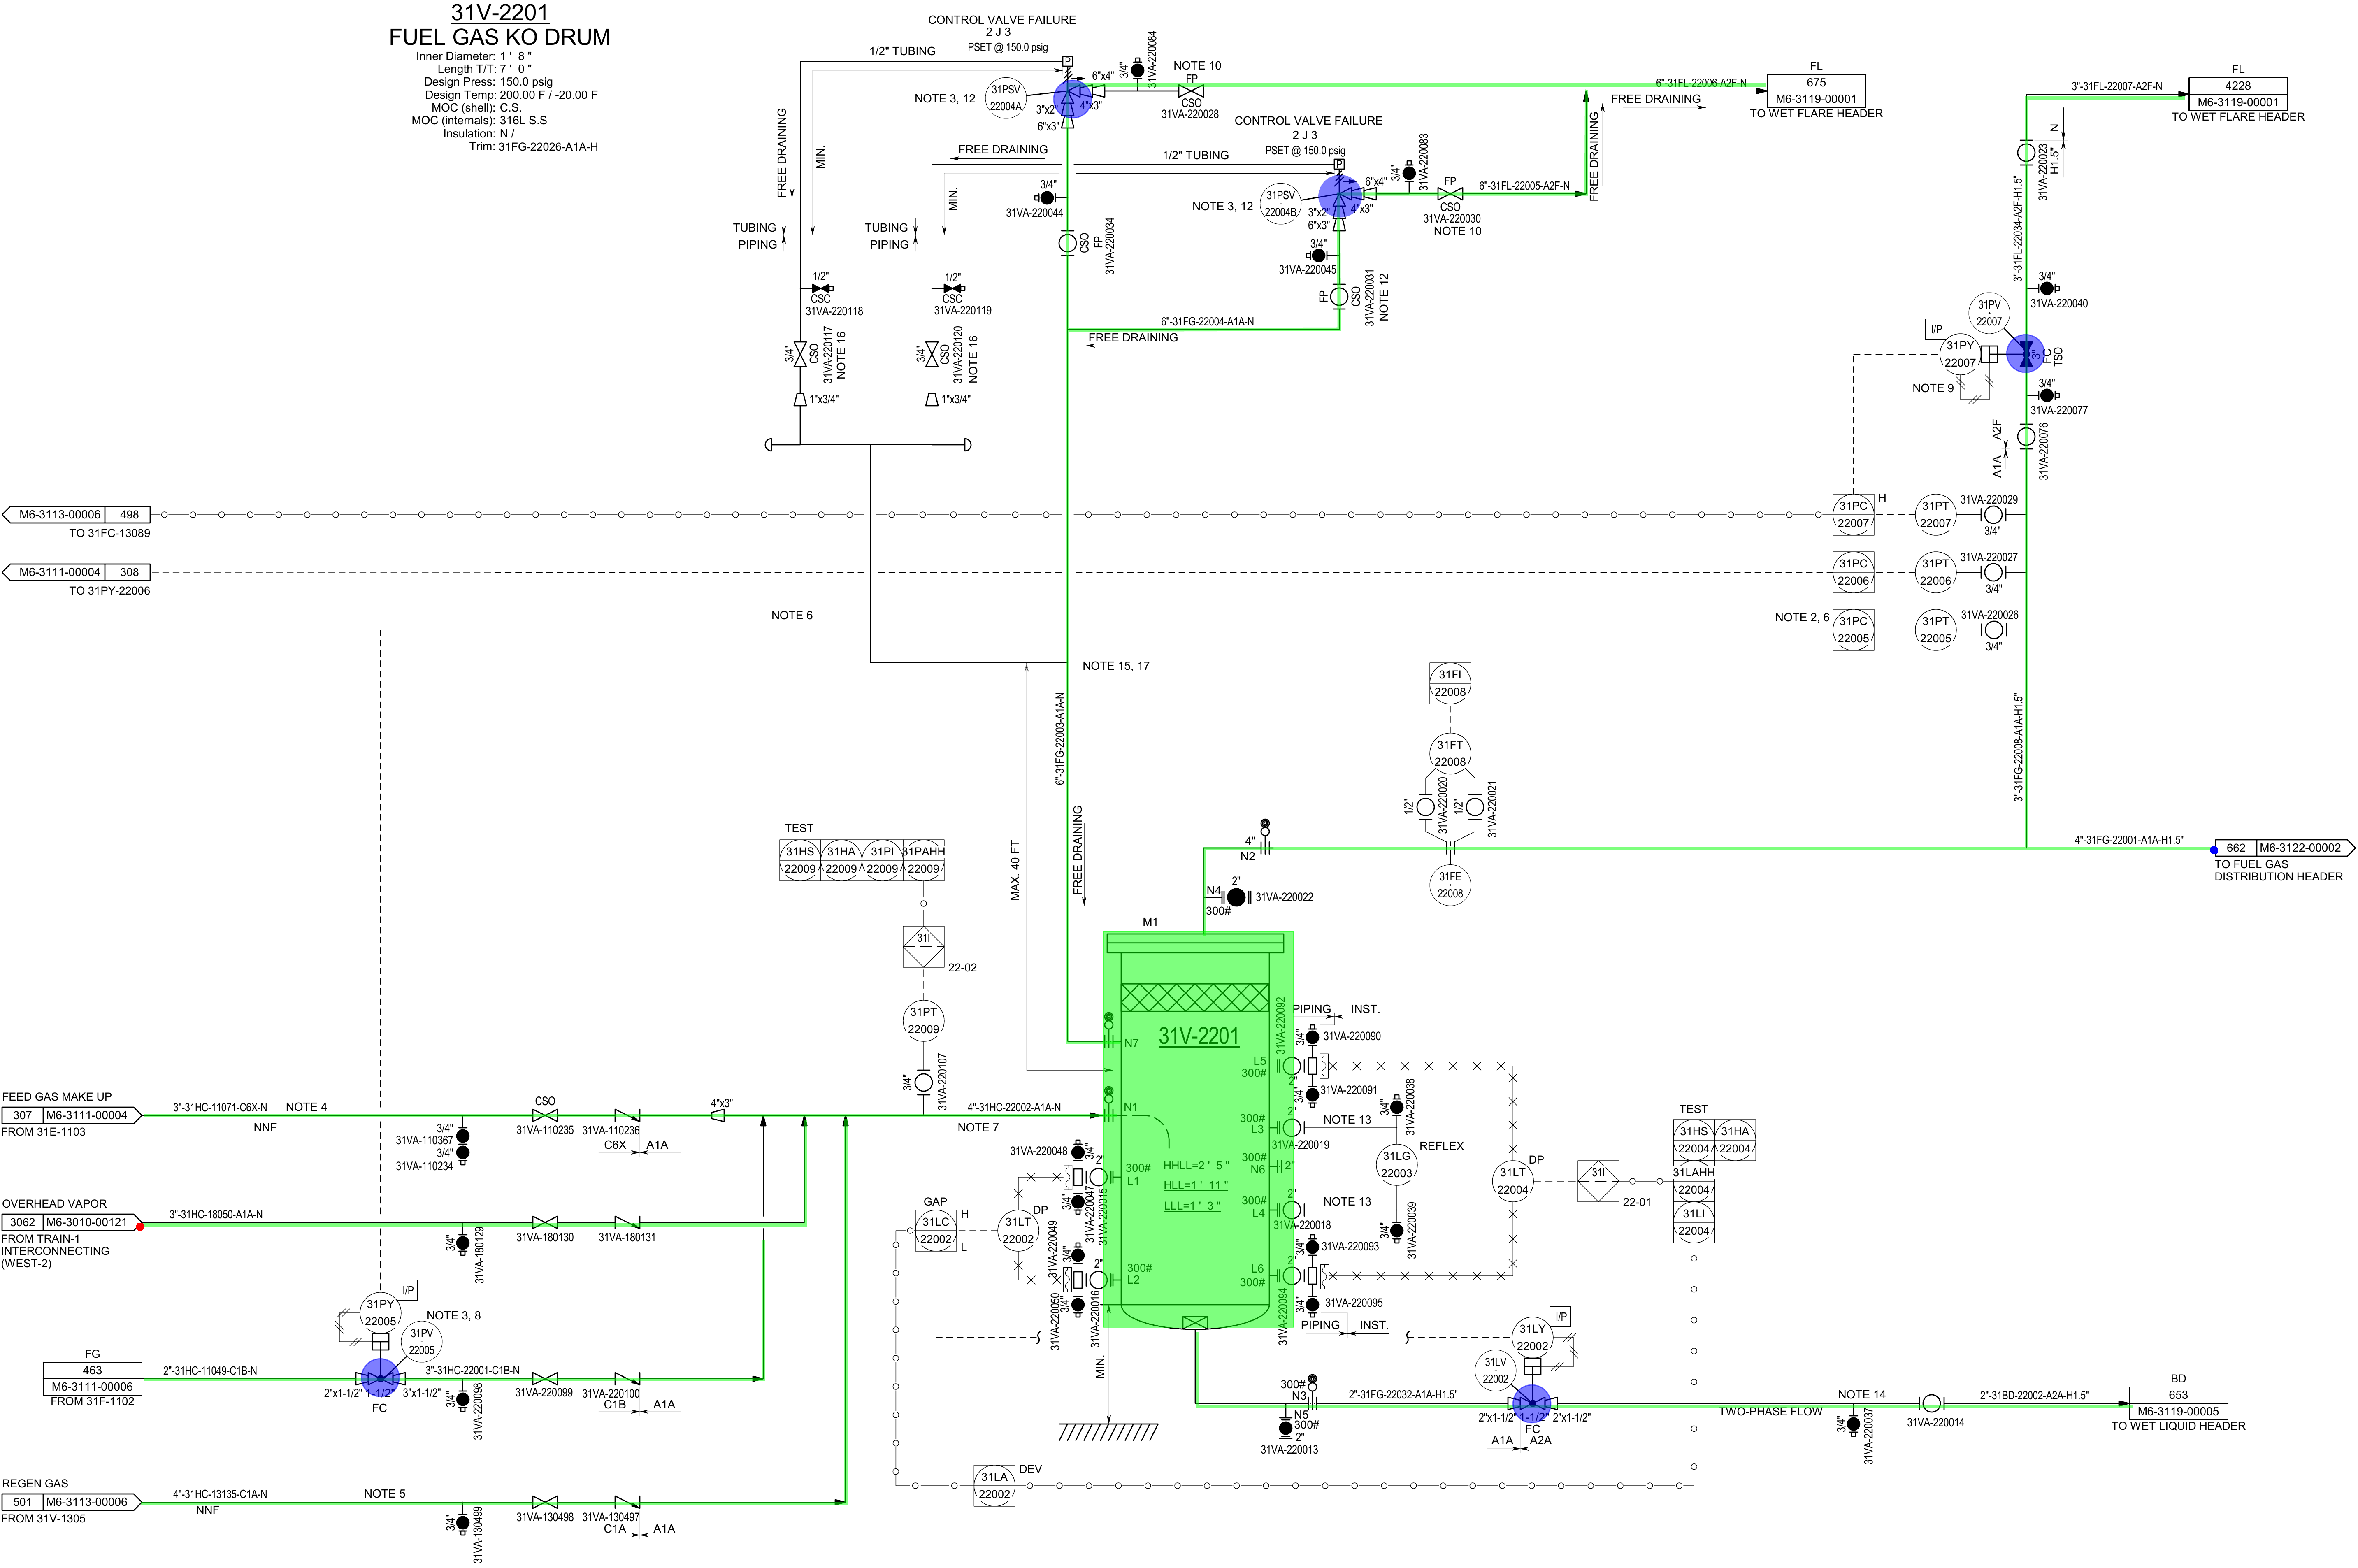 31V-2201
FUEL GAS KO DRUM
Inner Diameter: 1 ' 8 "
Length T/T: 7 ' 0 "
Design Press: 150.0 psig
Design Temp: 200.00 F / -20.00 F
MOC (shell): C.S.
MOC (internals): 316L S.S
Insulation: N /
Trim: 31FG-22026-A1A-H
CONTROL VALVE FAILURE
2 J 3
PSET @ 150.0 psig
1/2" TUBING
P
31PSV
22004A
NOTE 3, 12
6"x4"
4"x3"
3"x2"
6"x3"
3/4"
31VA-220084
NOTE 10
FP
CSO
31VA-220028
6"-31FL-22006-A2F-N
FREE DRAINING
FL
675
M6-3119-00001
TO WET FLARE HEADER
3"-31FL-22007-A2F-N
FL
4228
M6-3119-00001
TO WET FLARE HEADER
CONTROL VALVE FAILURE
2 J 3
PSET @ 150.0 psig
1/2" TUBING
P
31PSV
22004B
NOTE 3, 12
6"x4"
4"x3"
3"x2"
6"x3"
3/4"
31VA-220083
FP
CSO
31VA-220030
NOTE 10
6"-31FL-22005-A2F-N
FREE DRAINING
FREE DRAINING
MIN.
FREE DRAINING
MIN.
TUBING
PIPING
TUBING
PIPING
3/4"
31VA-220044
CSO
FP
31VA-220034
3/4"
31VA-220045
FP
CSO
31VA-220031
NOTE 12
6"-31FG-22004-A1A-N
FREE DRAINING
1/2"
CSC
31VA-220118
1/2"
CSC
31VA-220119
3/4"
CSO
31VA-220117
NOTE 16
3/4"
CSO
31VA-220120
NOTE 16
1"x3/4"
1"x3/4"
N
H1.5"
31VA-220023
3"-31FL-22034-A2F-H1.5"
3/4"
31VA-220040
31PV
22007
I/P
31PY
22007
3"
FC
TSO
NOTE 9
3/4"
31VA-220077
A2F
A1A
31VA-220076
M6-3113-00006 498
TO 31FC-13089
31PC
22007
H
31PT
22007
31VA-220029
3/4"
M6-3111-00004 308
TO 31PY-22006
31PC
22006
31PT
22006
31VA-220027
3/4"
NOTE 6
NOTE 2, 6
31PC
22005
31PT
22005
31VA-220026
3/4"
NOTE 15, 17
6"-31FG-22003-A1A-N
MAX. 40 FT
FREE DRAINING
31FI
22008
31FT
22008
1/2"
31VA-220020
1/2"
31VA-220021
31FE
22008
3"-31FG-22008-A1A-H1.5"
4"-31FG-22001-A1A-H1.5"
662 M6-3122-00002
TO FUEL GAS
DISTRIBUTION HEADER
4"
N2
N4
2"
300#
31VA-220022
TEST
31HS
22009
31HA
22009
31PI
22009
31PAHH
22009
31I
22-02
31PT
22009
3/4"
31VA-220107
M1
31V-2201
N7
N1
HHLL=2 ' 5 "
HLL=1 ' 11 "
LLL=1 ' 3 "
PIPING
INST.
31VA-220092
3/4"
31VA-220090
L5
300#
2"
3/4"
31VA-220091
3/4"
31VA-220038
300#
L3
2"
31VA-220019
NOTE 13
31LG
22003
REFLEX
300#
N6
2"
300#
L4
2"
31VA-220018
NOTE 13
3/4"
31VA-220039
3/4"
31VA-220093
L6
300#
2"
31VA-220094
3/4"
31VA-220095
PIPING
INST.
31LT
22004
DP
31I
22-01
TEST
31HS
22004
31HA
22004
31LAHH
22004
31LI
22004
FEED GAS MAKE UP
307 M6-3111-00004
FROM 31E-1103
3"-31HC-11071-C6X-N
NOTE 4
NNF
3/4"
31VA-110367
3/4"
31VA-110234
CSO
31VA-110235
31VA-110236
C6X
A1A
4"x3"
4"-31HC-22002-A1A-N
NOTE 7
31VA-220048
3/4"
2"
300#
L1
3/4"
31VA-220047
31VA-220015
GAP
31LC
22002
H
L
31LT
22002
DP
31VA-220049
3/4"
2"
300#
L2
3/4"
31VA-220050
31VA-220016
MIN.
OVERHEAD VAPOR
3062 M6-3010-00121
FROM TRAIN-1
INTERCONNECTING
(WEST-2)
3"-31HC-18050-A1A-N
3/4"
31VA-180129
31VA-180130
31VA-180131
I/P
31PY
22005
NOTE 3, 8
31PV
22005
FG
463
M6-3111-00006
FROM 31F-1102
2"-31HC-11049-C1B-N
2"x1-1/2"
1-1/2"
3"x1-1/2"
FC
3"-31HC-22001-C1B-N
3/4"
31VA-220098
31VA-220099
31VA-220100
C1B
A1A
REGEN GAS
501 M6-3113-00006
FROM 31V-1305
4"-31HC-13135-C1A-N
NOTE 5
NNF
3/4"
31VA-130499
31VA-130498
31VA-130497
C1A
A1A
31LA
22002
DEV
300#
N3
N5
300#
2"
31VA-220013
2"-31FG-22032-A1A-H1.5"
I/P
31LY
22002
31LV
22002
2"x1-1/2"
1-1/2"
2"x1-1/2"
FC
A1A
A2A
TWO-PHASE FLOW
NOTE 14
3/4"
31VA-220037
31VA-220014
2"-31BD-22002-A2A-H1.5"
BD
653
M6-3119-00005
TO WET LIQUID HEADER